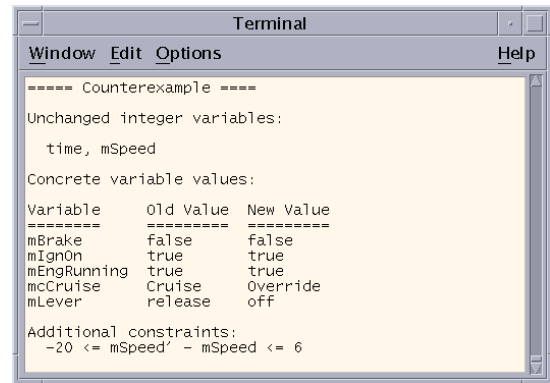 Terminal
Window Edit Options Help
===== Counterexample ====
Unchanged integer variables:
time, mSpeed
Concrete variable values:
Variable Old Value New Value
======== ========= =========
mBrake false false
mIgnOn true true
mEngRunning true true
mcCruise Cruise Override
mLever release off
Additional constraints:
-20 <= mSpeed′ - mSpeed <= 6